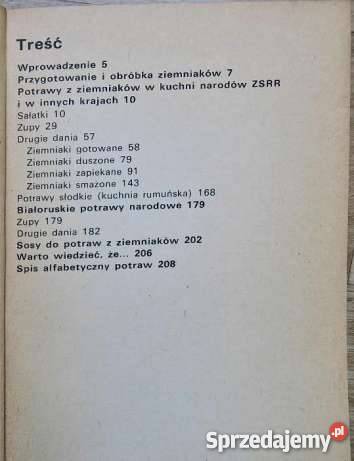 Treść
Wprowadzenie 5
Przygotowanie i obróbka ziemniaków 7
Potrawy z ziemniaków w kuchni narodów ZSRR
i w innych krajach 10
Sałatki 10
Zupy 29
Drugie dania 57
Ziemniaki gotowane 58
Ziemniaki duszone 79
Ziemniaki zapiekane 91
Ziemniaki smażone 143
Potrawy słodkie (kuchnia rumuńska) 168
Białoruskie potrawy narodowe 179
Zupy 179
Drugie dania 182
Sosy do potraw z ziemniaków 202
Warto wiedzieć, że... 206
Spis alfabetyczny potraw 208
Sprzedajemy.pl